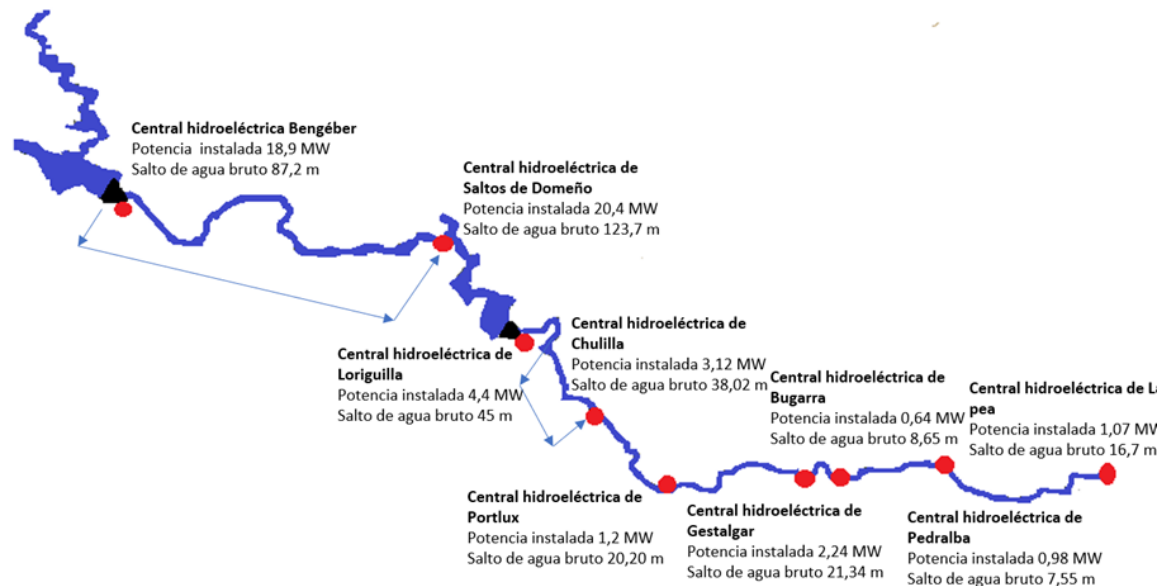 Central hidroeléctrica Bengéber
Potencia  instalada 18,9 MW
Salto de agua bruto 87,2 m
Central hidroeléctrica de
Saltos de Domeño
Potencia instalada 20,4 MW
Salto de agua bruto 123,7 m
Central hidroeléctrica de
Loriguilla
Potencia instalada 4,4 MW
Salto de agua bruto 45 m
Central hidroeléctrica de
Chulilla
Potencia instalada 3,12 MW
Salto de agua bruto 38,02 m
Central hidroeléctrica de
Bugarra
Potencia instalada 0,64 MW
Salto de agua bruto 8,65 m
Central hidroeléctrica de La
pea
Potencia instalada 1,07 MW
Salto de agua bruto 16,7 m
Central hidroeléctrica de
Portlux
Potencia instalada 1,2 MW
Salto de agua bruto 20,20 m
Central hidroeléctrica de
Gestalgar
Potencia instalada 2,24 MW
Salto de agua bruto 21,34 m
Central hidroeléctrica de
Pedralba
Potencia instalada 0,98 MW
Salto de agua bruto 7,55 m